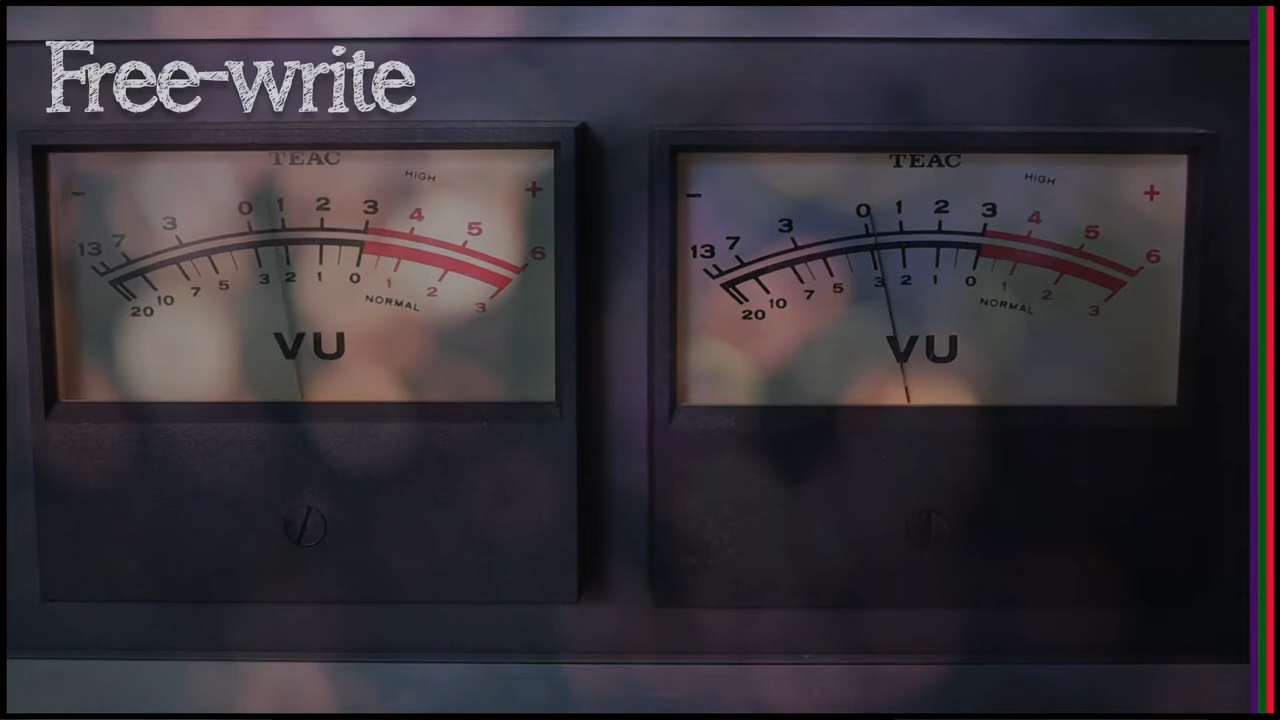 Free-write
TEAC
HIGH
- +
13 7 3 0 1 2 3 4 5 6
20 10 7 5 3 2 1 0 1 2 3
NORMAL
VU
TEAC
HIGH
- +
13 7 3 0 1 2 3 4 5 6
20 10 7 5 3 2 1 0 1 2 3
NORMAL
VU